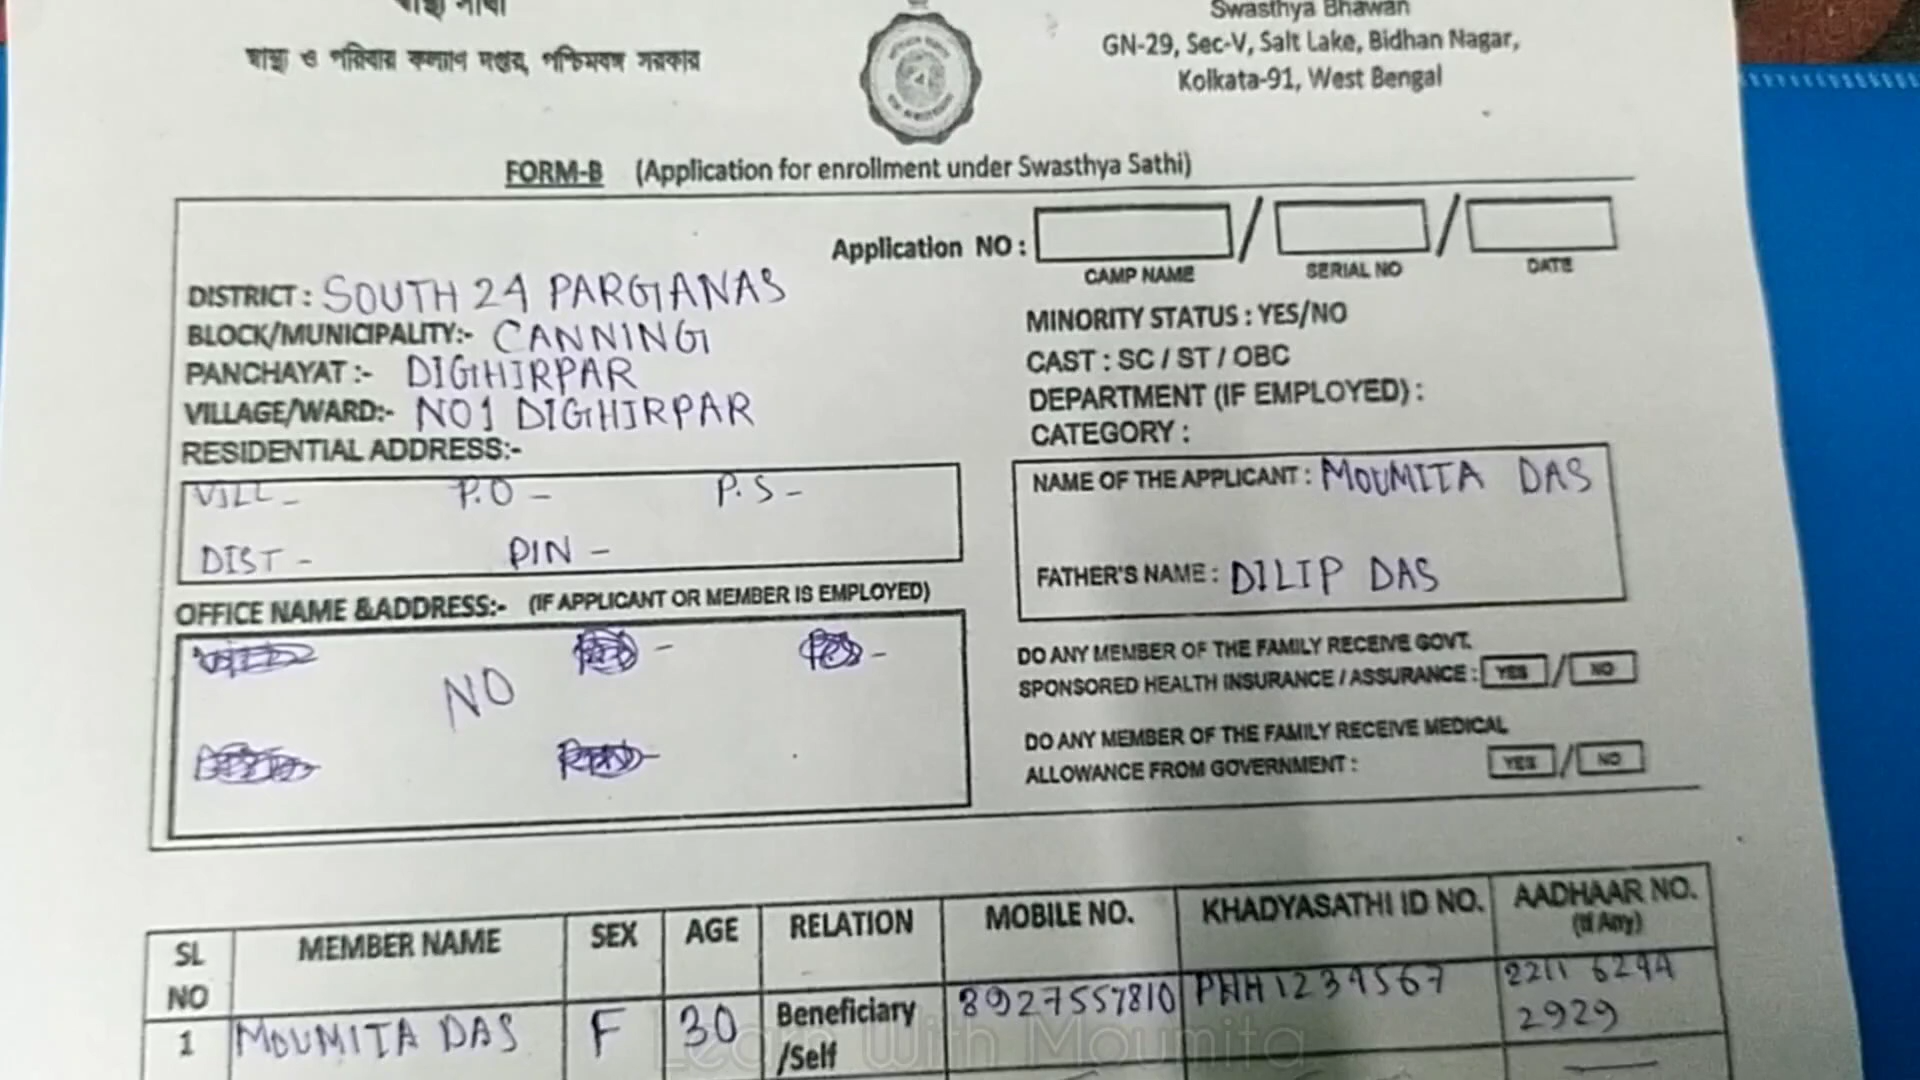 স্বাস্থ্য সাথী
স্বাস্থ্য ও পরিবার কল্যাণ দপ্তর, পশ্চিমবঙ্গ সরকার
Swasthya Bhawan
GN-29, Sec-V, Salt Lake, Bidhan Nagar,
Kolkata-91, West Bengal
FORM-B (Application for enrollment under Swasthya Sathi)
Application NO : / /
CAMP NAME SERIAL NO DATE
DISTRICT : SOUTH 24 PARGANAS
BLOCK/MUNICIPALITY:- CANNING
PANCHAYAT :- DIGHIRPAR
VILLAGE/WARD:- NO1 DIGHIRPAR
RESIDENTIAL ADDRESS:-
VILL - P.O - P.S -
DIST - PIN -
OFFICE NAME &ADDRESS:- (IF APPLICANT OR MEMBER IS EMPLOYED)
NO
MINORITY STATUS : YES/NO
CAST : SC / ST / OBC
DEPARTMENT (IF EMPLOYED) :
CATEGORY :
NAME OF THE APPLICANT : MOUMITA DAS
FATHER'S NAME : DILIP DAS
DO ANY MEMBER OF THE FAMILY RECEIVE GOVT.
SPONSORED HEALTH INSURANCE / ASSURANCE : YES / NO
DO ANY MEMBER OF THE FAMILY RECEIVE MEDICAL
ALLOWANCE FROM GOVERNMENT : YES / NO
SL NO MEMBER NAME SEX AGE RELATION MOBILE NO. KHADYASATHI ID NO. AADHAAR NO. (If Any)
1 MOUMITA DAS F 30 Beneficiary /Self 8927557810 PHH1234567 2211 6244 2929
Learn With Moumita